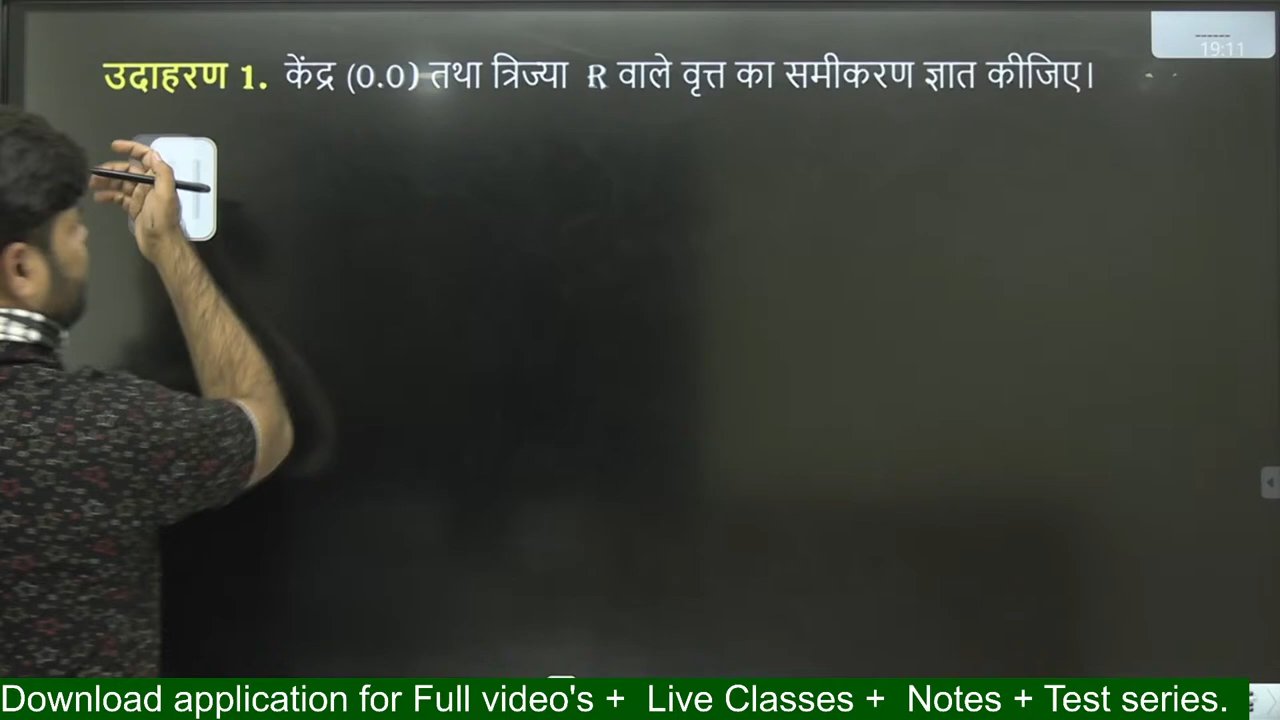 ------
19:11
उदाहरण 1. केंद्र (0.0) तथा त्रिज्या R वाले वृत्त का समीकरण ज्ञात कीजिए।
Download application for Full video's + Live Classes + Notes + Test series.